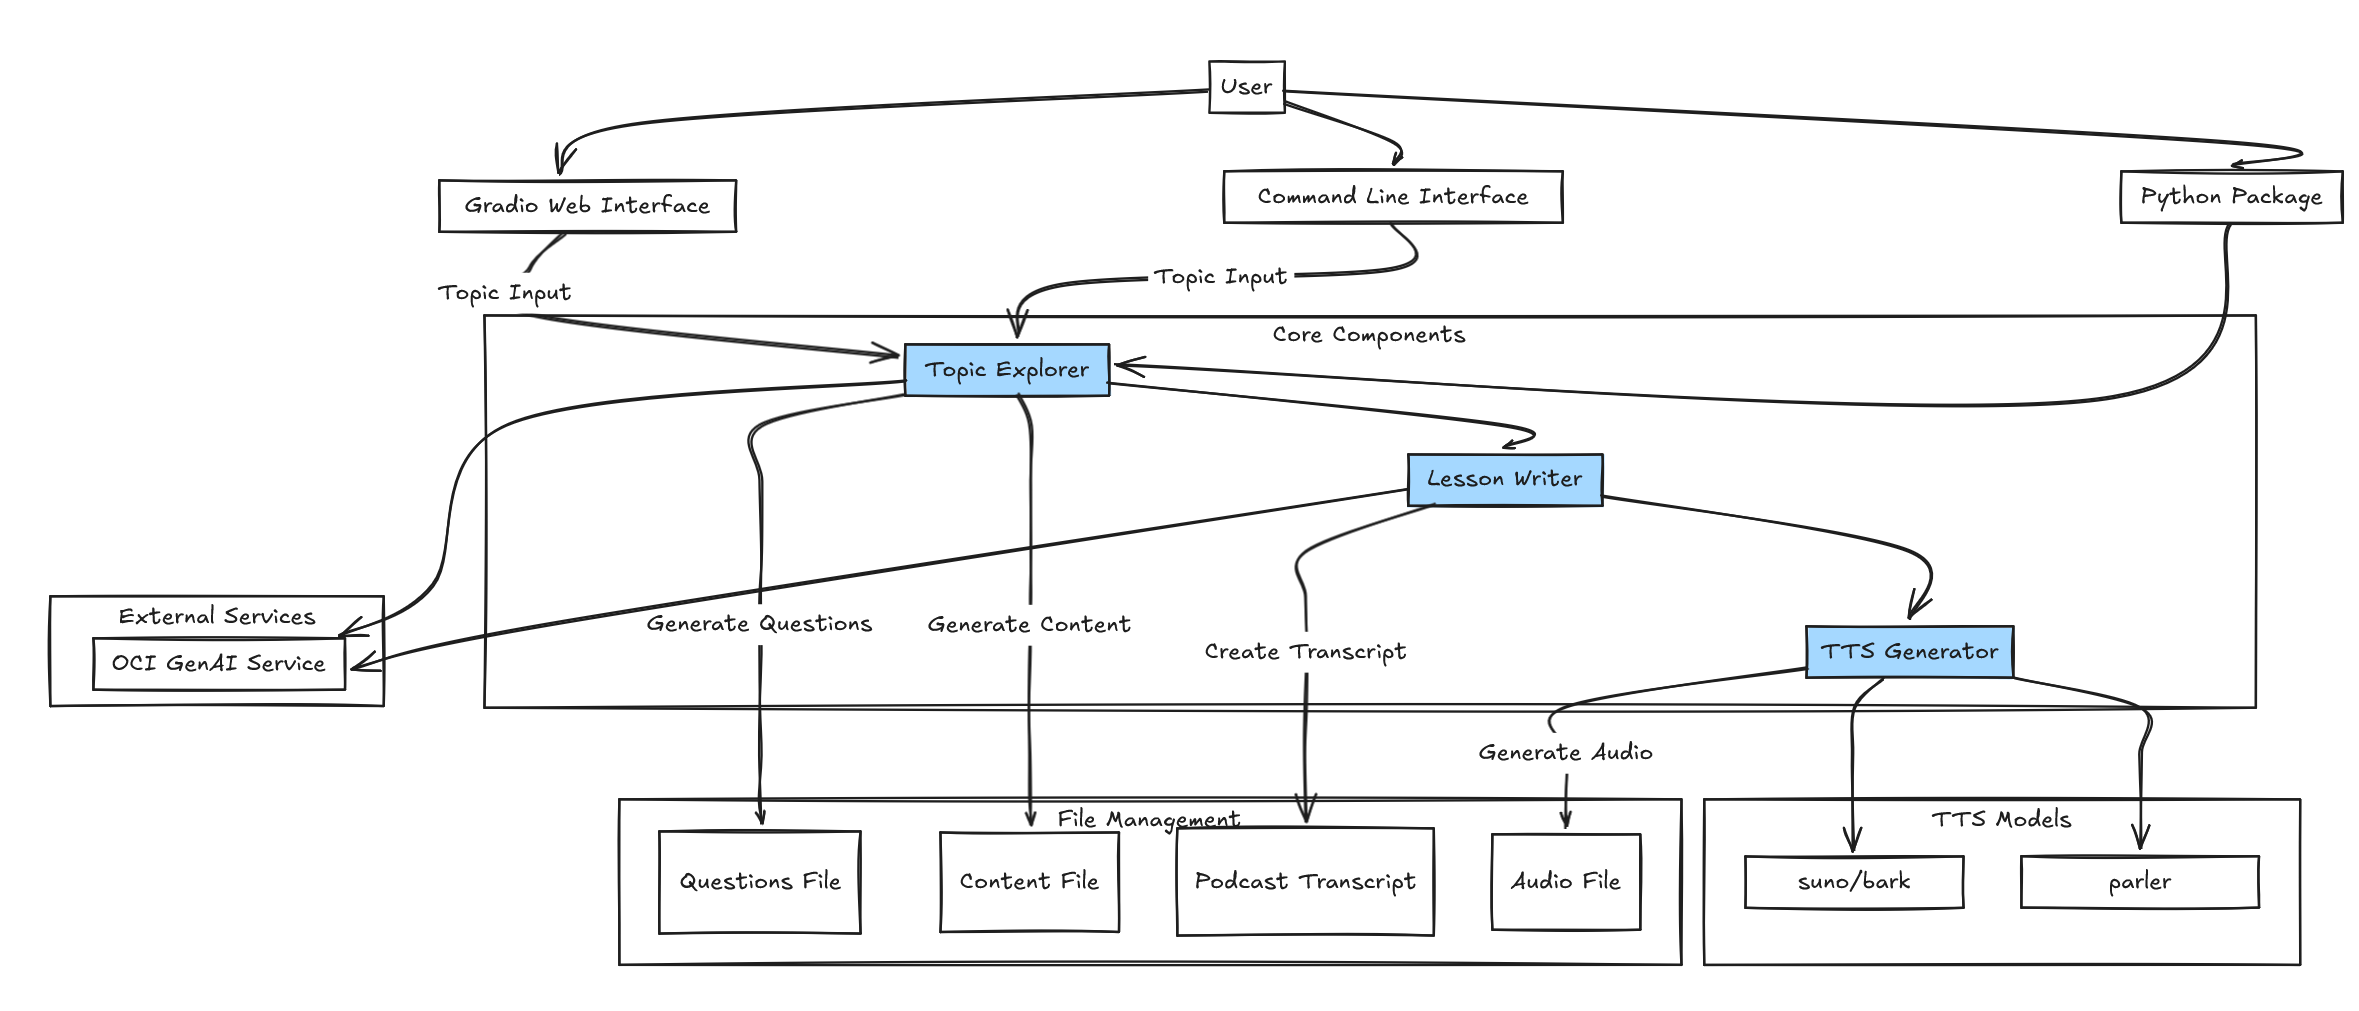 User
Gradio Web Interface
Command Line Interface
Python Package
Topic Input
Topic Input
Core Components
Topic Explorer
Lesson Writer
External Services
OCI GenAI Service
Generate Questions
Generate Content
Create Transcript
TTS Generator
Generate Audio
File Management
TTS Models
Questions File
Content File
Podcast Transcript
Audio File
suno/bark
parler